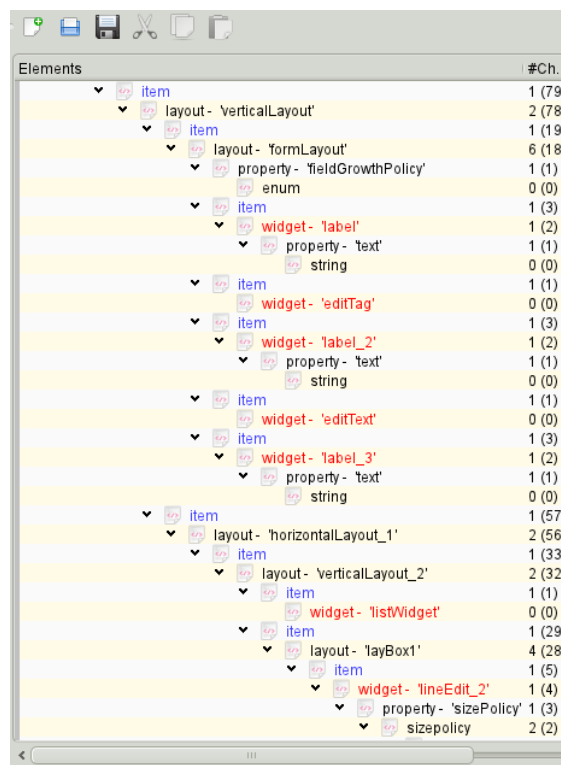 Elements #Ch.
item 1 (79
layout - 'verticalLayout' 2 (78
item 1 (19
layout - 'formLayout' 6 (18
property - 'fieldGrowthPolicy' 1 (1)
enum 0 (0)
item 1 (3)
widget - 'label' 1 (2)
property - 'text' 1 (1)
string 0 (0)
item 1 (1)
widget - 'editTag' 0 (0)
item 1 (3)
widget - 'label_2' 1 (2)
property - 'text' 1 (1)
string 0 (0)
item 1 (1)
widget - 'editText' 0 (0)
item 1 (3)
widget - 'label_3' 1 (2)
property - 'text' 1 (1)
string 0 (0)
item 1 (57
layout - 'horizontalLayout_1' 2 (56
item 1 (33
layout - 'verticalLayout_2' 2 (32
item 1 (1)
widget - 'listWidget' 0 (0)
item 1 (29
layout - 'layBox1' 4 (28
item 1 (5)
widget - 'lineEdit_2' 1 (4)
property - 'sizePolicy' 1 (3)
sizepolicy 2 (2)